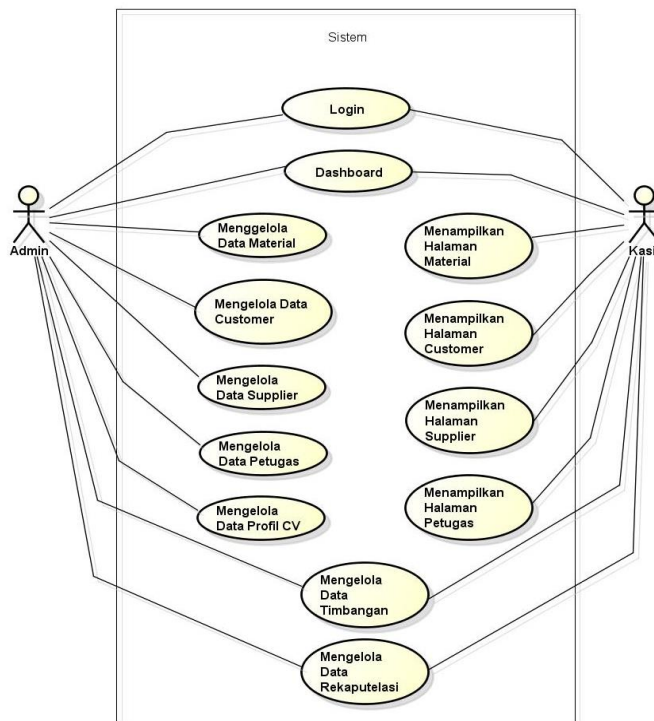 Sistem
Login
Dashboard
Admin
Menggelola
Data Material
Menampilkan
Halaman
Material
Mengelola Data
Customer
Menampilkan
Halaman
Customer
Mengelola
Data Supplier
Menampilkan
Halaman
Supplier
Mengelola
Data Petugas
Menampilkan
Halaman
Petugas
Mengelola
Data Profil CV
Mengelola
Data
Timbangan
Mengelola
Data
Rekaputelasi